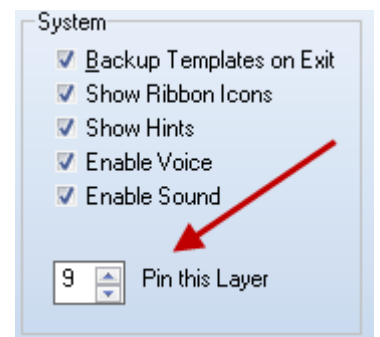 System
Backup Templates on Exit
Show Ribbon Icons
Show Hints
Enable Voice
Enable Sound
9 Pin this Layer